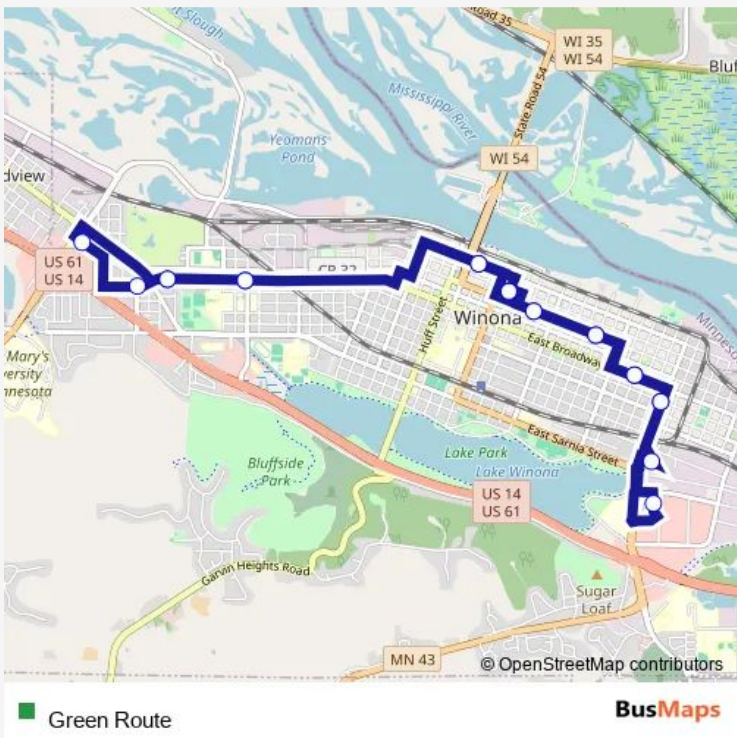 t Slough
Road 35
WI 35
WI 54
Bluf
Mississippi River
State Road 54
Yeomans
Pond
WI 54
dview
US 61
US 14
CR 32
Huff Street
Winona
Minneso
East Broadway
Mary's
versity
nnesota
East Sarnia Street
Lake Park
Lake Winona
Bluffside
Park
US 14
US 61
Garvin Heights Road
Sugar
Loaf
MN 43
© OpenStreetMap contributors
Green Route
BusMaps